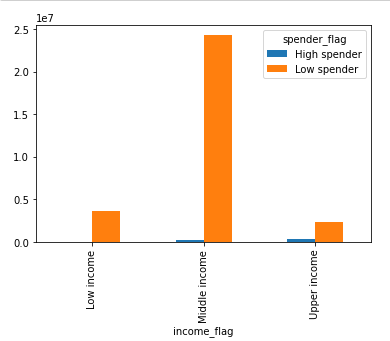 1e7
spender_flag
High spender
Low spender
2.5
2.0
1.5
1.0
0.5
0.0
Low income
Middle income
Upper income
income_flag